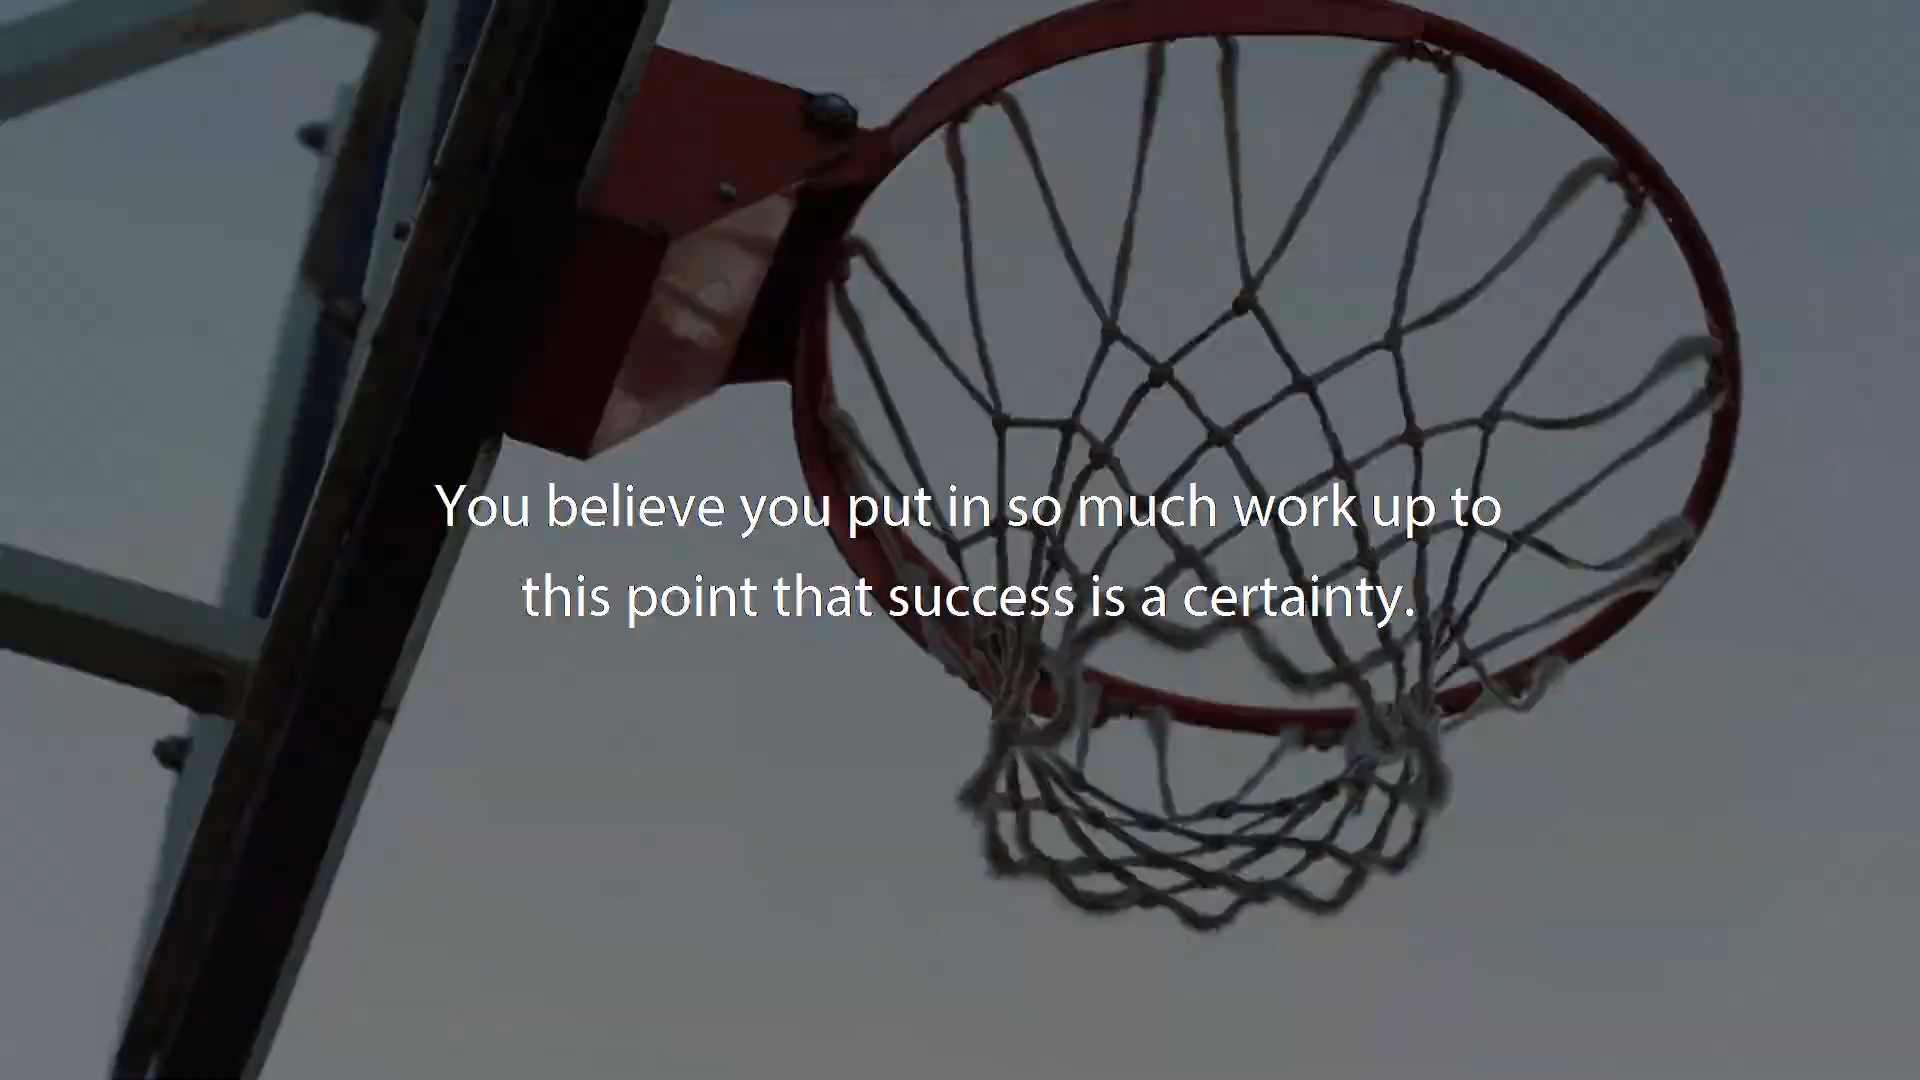 You believe you put in so much work up to
this point that success is a certainty.